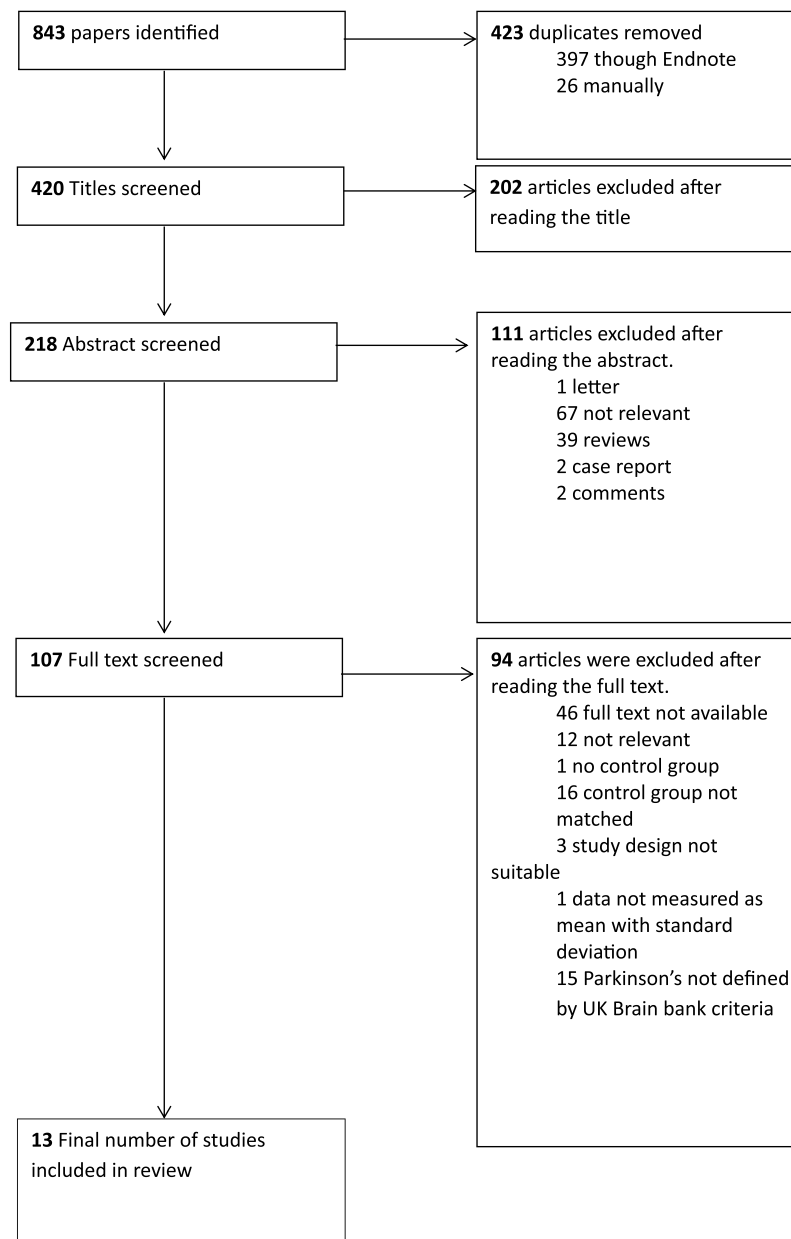 843 papers identified
423 duplicates removed
397 though Endnote
26 manually
420 Titles screened
202 articles excluded after
reading the title
218 Abstract screened
111 articles excluded after
reading the abstract.
1 letter
67 not relevant
39 reviews
2 case report
2 comments
107 Full text screened
94 articles were excluded after
reading the full text.
46 full text not available
12 not relevant
1 no control group
16 control group not
matched
3 study design not
suitable
1 data not measured as
mean with standard
deviation
15 Parkinson’s not defined
by UK Brain bank criteria
13 Final number of studies
included in review